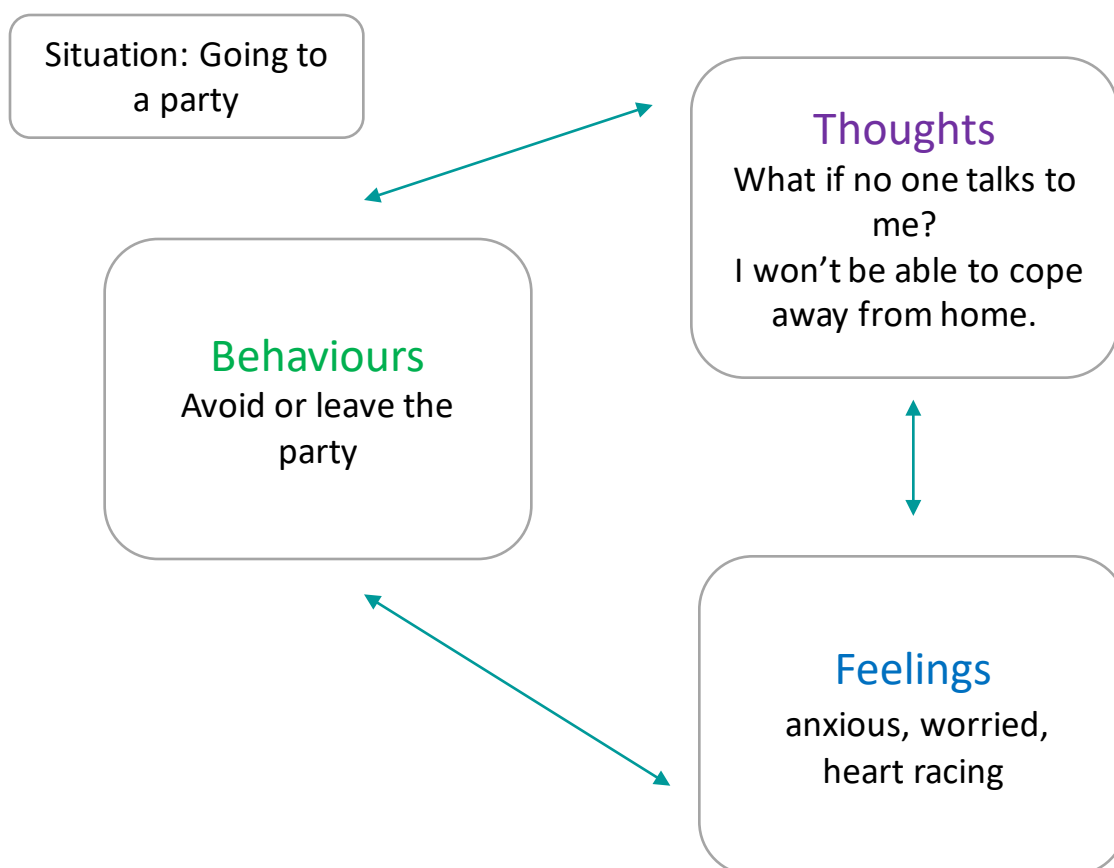 Situation: Going to
a party
Thoughts
What if no one talks to
me?
I won’t be able to cope
away from home.
Behaviours
Avoid or leave the
party
Feelings
anxious, worried,
heart racing